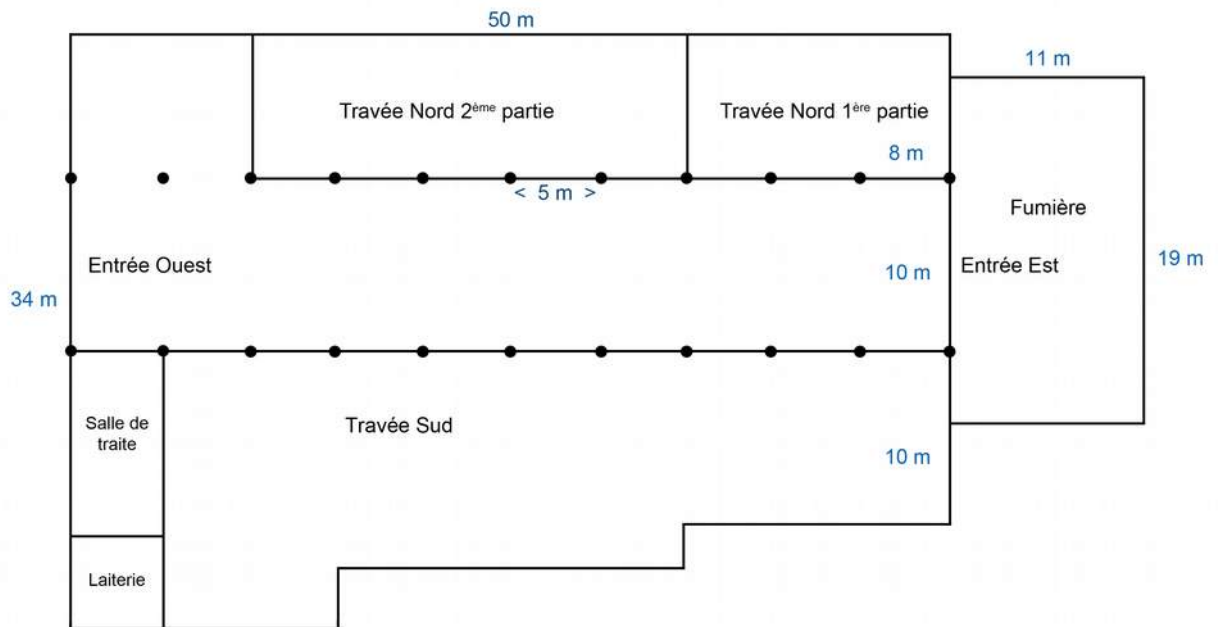 50 m
11 m
Travée Nord 2ème partie
Travée Nord 1ère partie
8 m
< 5 m >
Fumière
Entrée Ouest
10 m
Entrée Est
19 m
34 m
Salle de
traite
Travée Sud
10 m
Laiterie